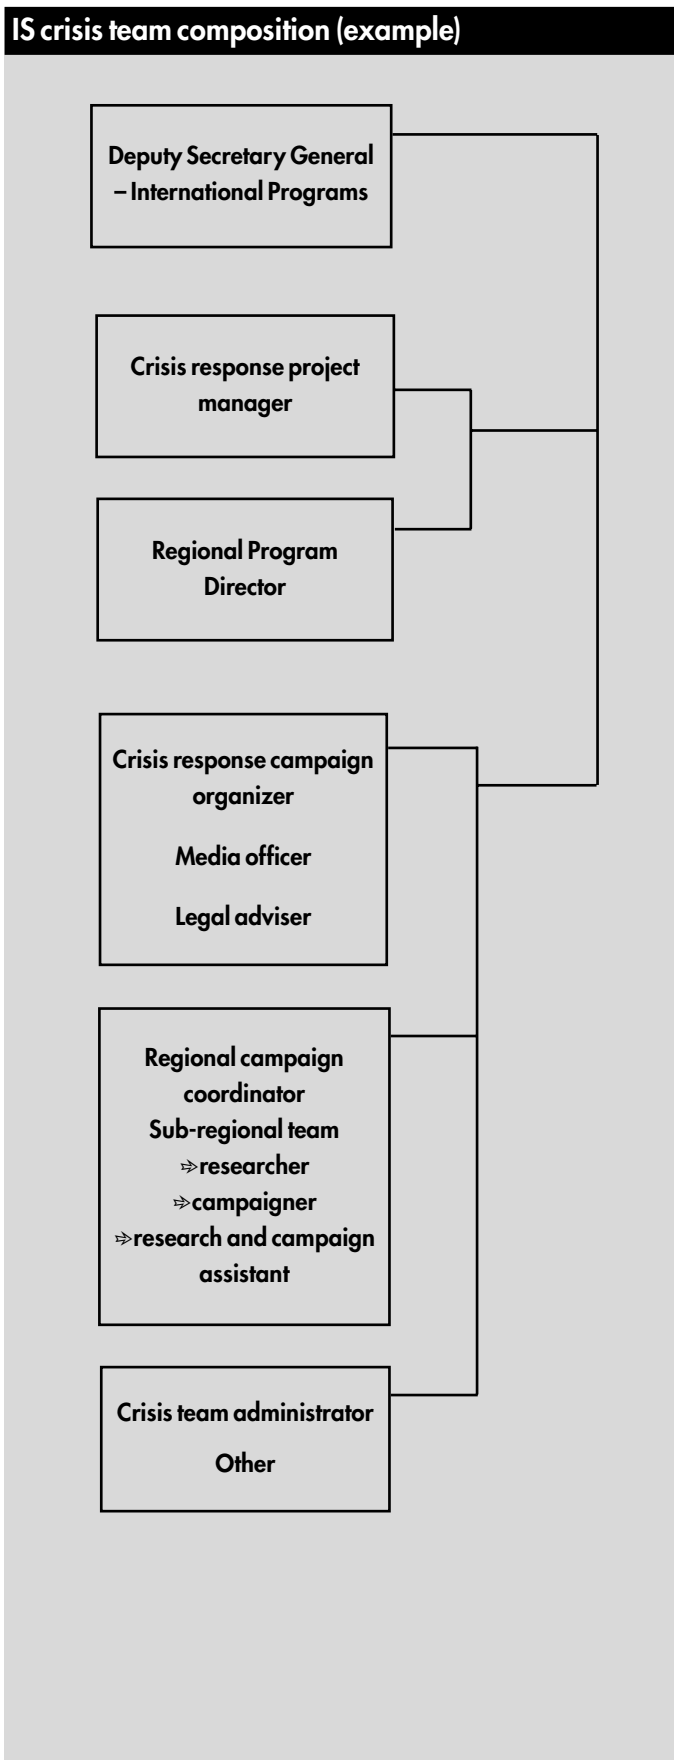 IS crisis team composition (example)
Deputy Secretary General
– International Programs
Crisis response project
manager
Regional Program
Director
Crisis response campaign
organizer
Media officer
Legal adviser
Regional campaign
coordinator
Sub-regional team
➾researcher
➾campaigner
➾research and campaign
assistant
Crisis team administrator
Other